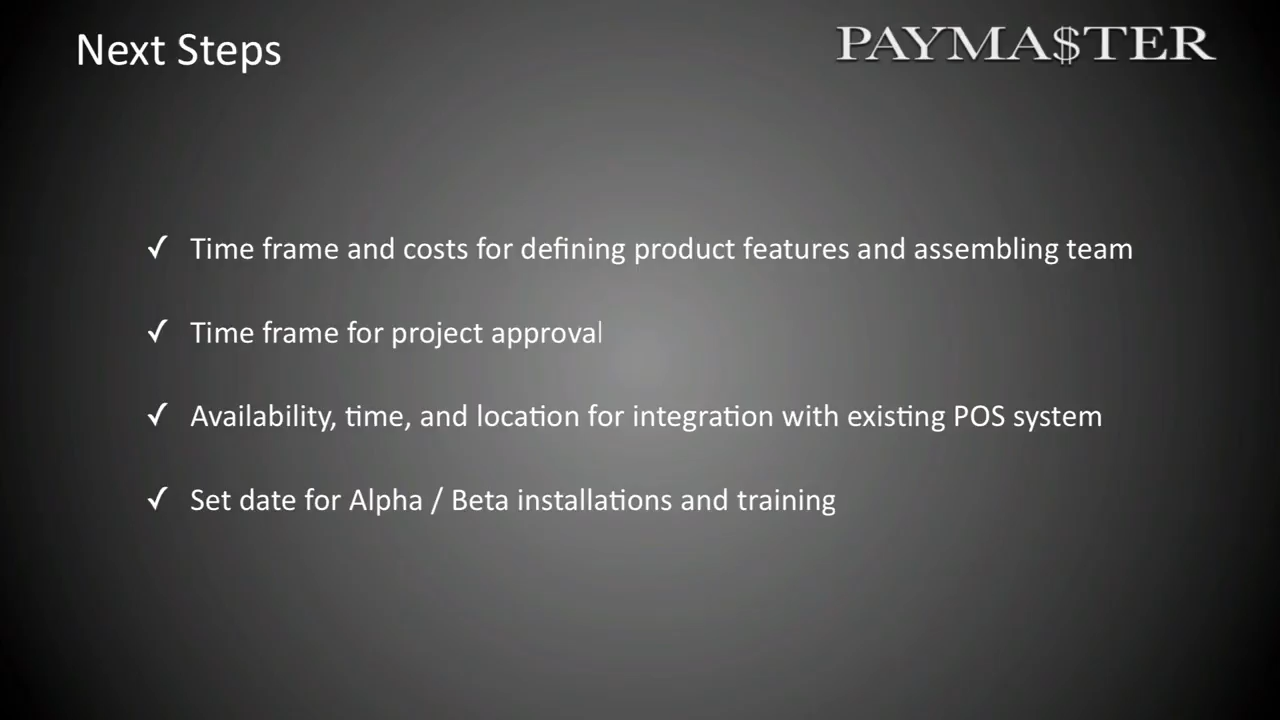 Next Steps
PAYMA$TER
✓ Time frame and costs for defining product features and assembling team
✓ Time frame for project approval
✓ Availability, time, and location for integration with existing POS system
✓ Set date for Alpha / Beta installations and training